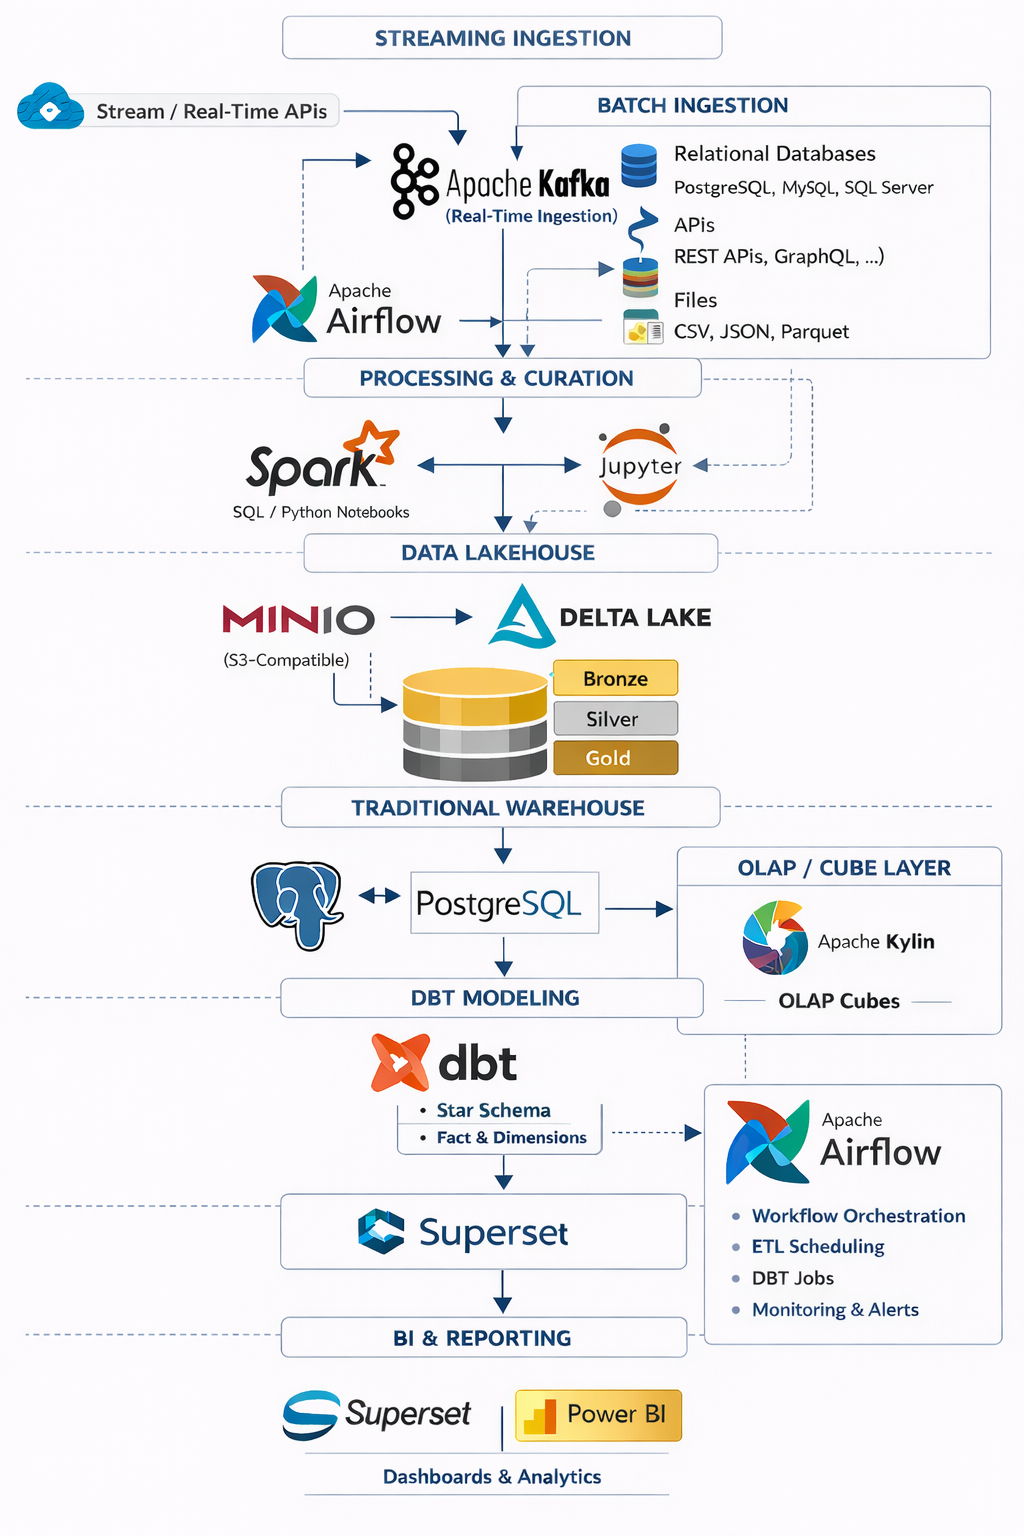 STREAMING INGESTION
Stream / Real-Time APis
BATCH INGESTION
Apache Kafka
(Real-Time Ingestion)
Relational Databases
PostgreSQL, MySQL, SQL Server
APis
REST APis, GraphQL, ...)
Files
CSV, JSON, Parquet
Apache
Airflow
PROCESSING & CURATION
Spark
SQL / Python Notebooks
Jupyter
DATA LAKEHOUSE
MINIO
(S3-Compatible)
DELTA LAKE
Bronze
Silver
Gold
TRADITIONAL WAREHOUSE
PostgreSQL
OLAP / CUBE LAYER
Apache Kylin
OLAP Cubes
DBT MODELING
dbt
• Star Schema
• Fact & Dimensions
Apache
Airflow
• Workflow Orchestration
• ETL Scheduling
• DBT Jobs
• Monitoring & Alerts
Superset
BI & REPORTING
Superset
Power BI
Dashboards & Analytics